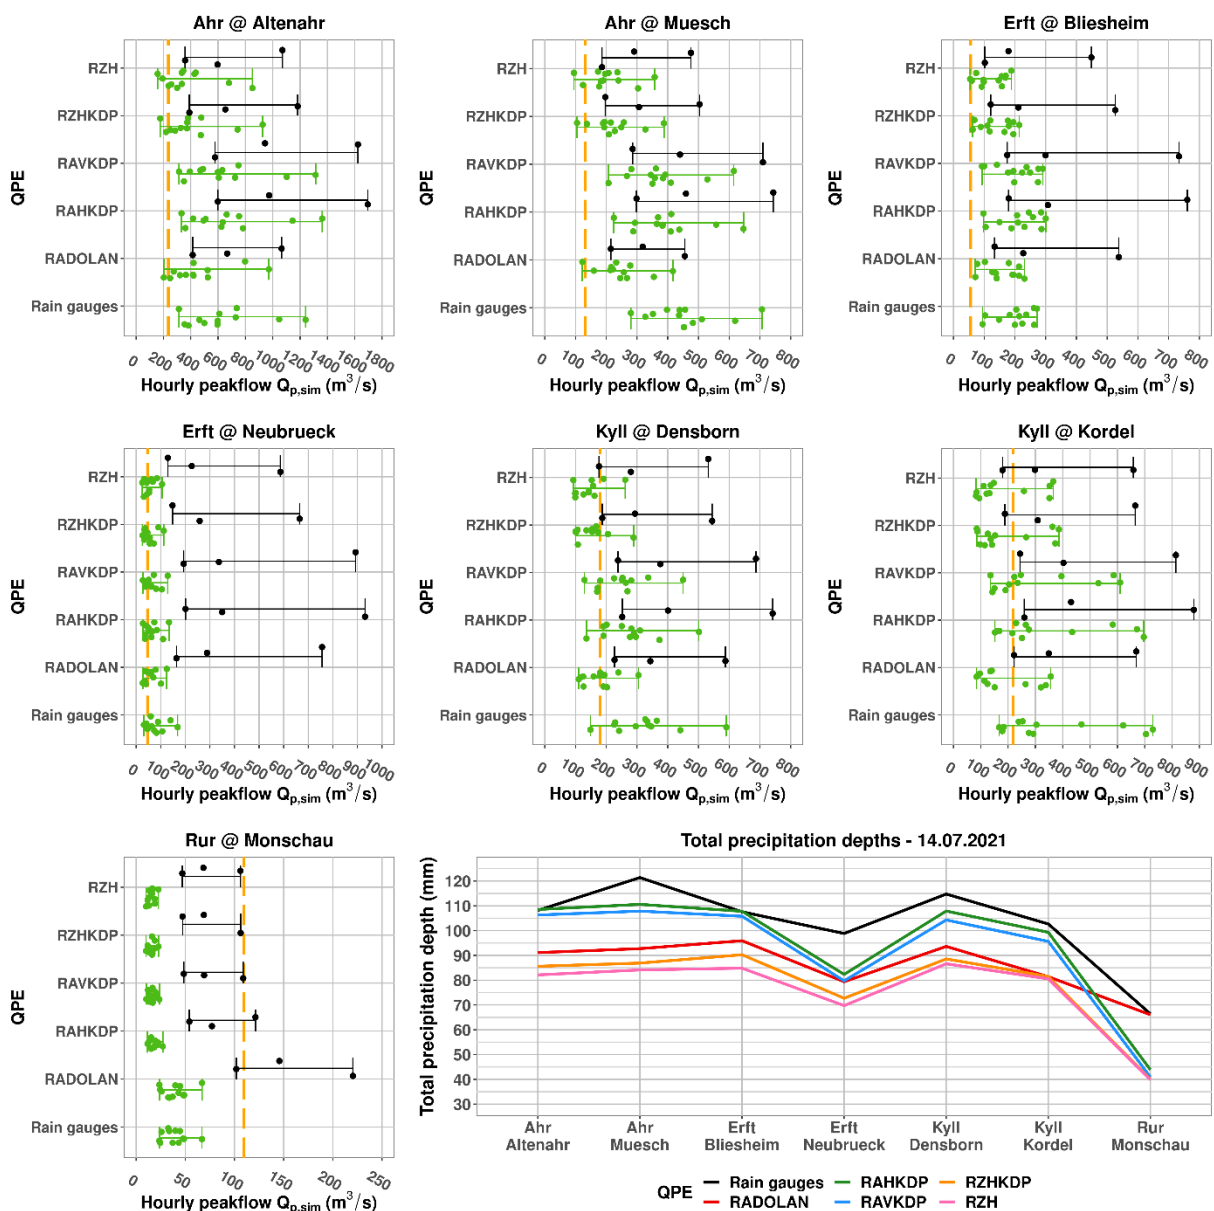 Ahr @ Altenahr
QPE
RZH
RZHKDP
RAVKDP
RAHKDP
RADOLAN
Rain gauges
0 200 400 600 800 1000 1200 1400 1600 1800
Hourly peakflow Qp,sim (m³/s)
Ahr @ Muesch
QPE
RZH
RZHKDP
RAVKDP
RAHKDP
RADOLAN
Rain gauges
0 100 200 300 400 500 600 700 800
Hourly peakflow Qp,sim (m³/s)
Erft @ Bliesheim
QPE
RZH
RZHKDP
RAVKDP
RAHKDP
RADOLAN
Rain gauges
0 100 200 300 400 500 600 700 800
Hourly peakflow Qp,sim (m³/s)
Erft @ Neubrueck
QPE
RZH
RZHKDP
RAVKDP
RAHKDP
RADOLAN
Rain gauges
0 100 200 300 400 500 600 700 800 900 1000
Hourly peakflow Qp,sim (m³/s)
Kyll @ Densborn
QPE
RZH
RZHKDP
RAVKDP
RAHKDP
RADOLAN
Rain gauges
0 100 200 300 400 500 600 700 800
Hourly peakflow Qp,sim (m³/s)
Kyll @ Kordel
QPE
RZH
RZHKDP
RAVKDP
RAHKDP
RADOLAN
Rain gauges
0 100 200 300 400 500 600 700 800 900
Hourly peakflow Qp,sim (m³/s)
Rur @ Monschau
QPE
RZH
RZHKDP
RAVKDP
RAHKDP
RADOLAN
Rain gauges
0 50 100 150 200 250
Hourly peakflow Qp,sim (m³/s)
Total precipitation depths - 14.07.2021
Total precipitation depth (mm)
120
110
100
90
80
70
60
50
40
30
Ahr Ahr Erft Erft Kyll Kyll Rur
Altenahr Muesch Bliesheim Neubrueck Densborn Kordel Monschau
QPE
Rain gauges RAHKDP RZHKDP
RADOLAN RAVKDP RZH